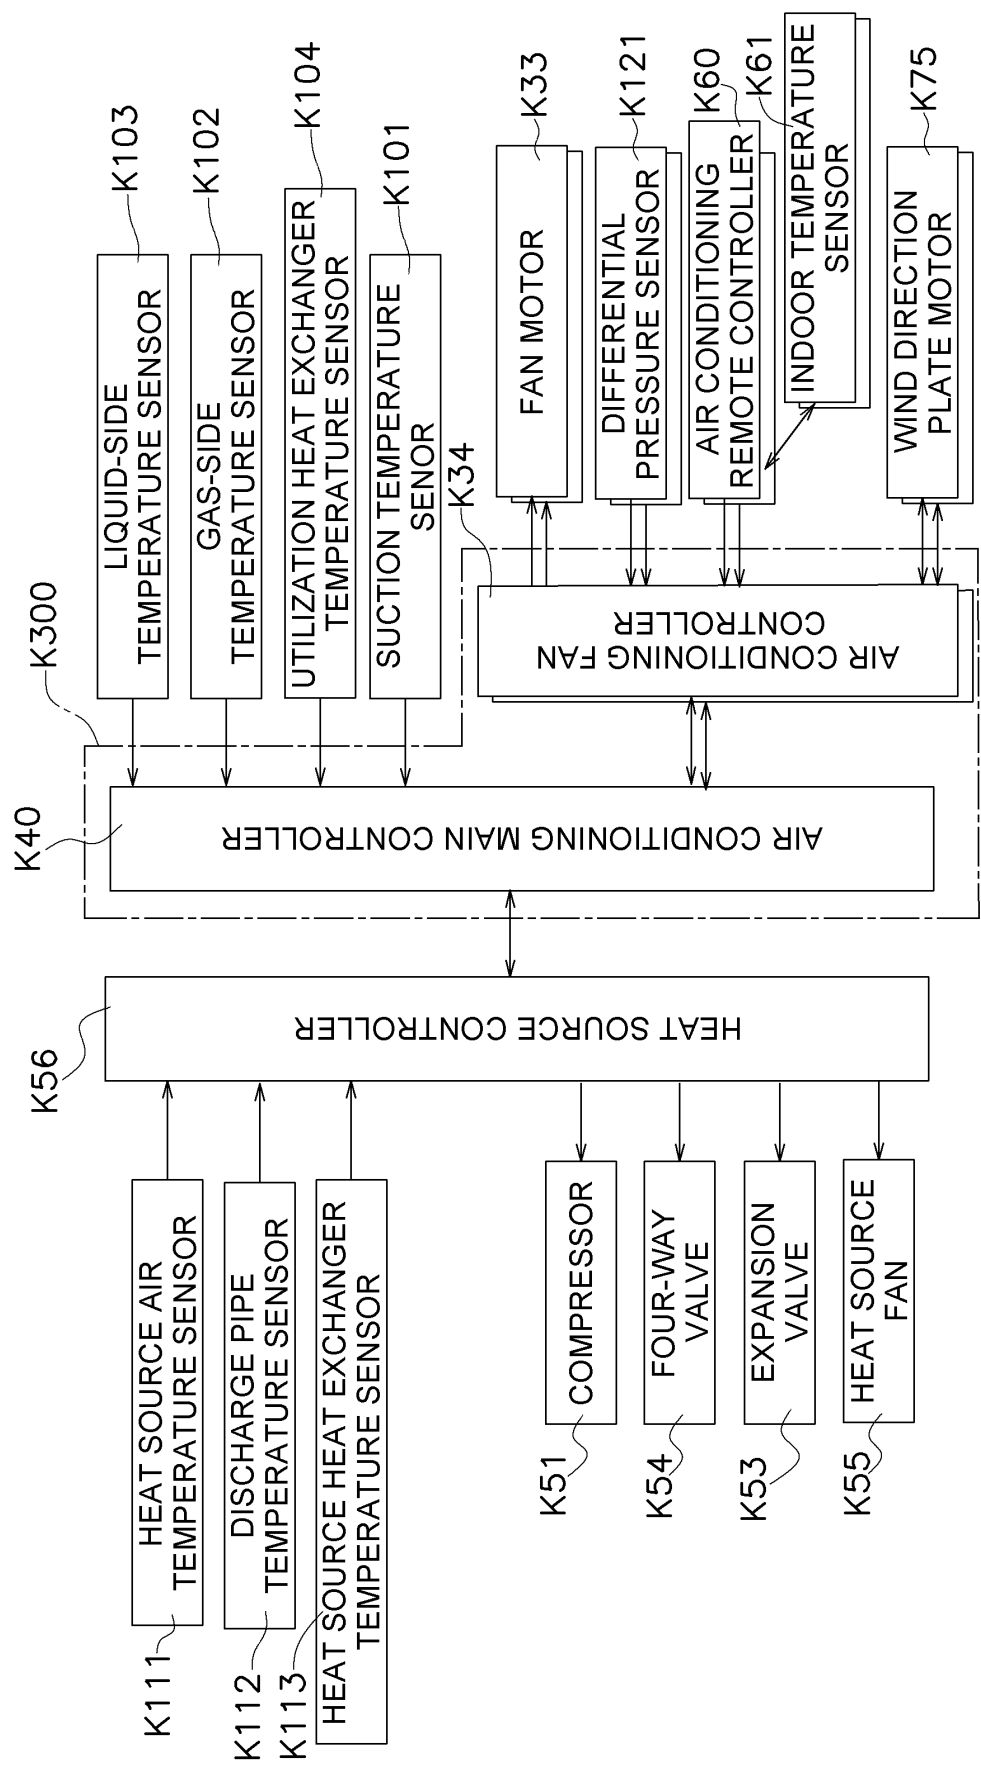 K300
K40
K56
K103
LIQUID-SIDE
TEMPERATURE SENSOR
K102
GAS-SIDE
TEMPERATURE SENSOR
K104
UTILIZATION HEAT EXCHANGER
TEMPERATURE SENSOR
K101
SUCTION TEMPERATURE
SENOR
K34
K33
FAN MOTOR
K121
DIFFERENTIAL
PRESSURE SENSOR
K60
AIR CONDITIONING
REMOTE CONTROLLER
K61
INDOOR TEMPERATURE
SENSOR
K75
WIND DIRECTION
PLATE MOTOR
AIR CONDITIONING FAN
CONTROLLER
AIR CONDITIONING MAIN CONTROLLER
HEAT SOURCE CONTROLLER
K111
HEAT SOURCE AIR
TEMPERATURE SENSOR
K112
DISCHARGE PIPE
TEMPERATURE SENSOR
K113
HEAT SOURCE HEAT EXCHANGER
TEMPERATURE SENSOR
K51
COMPRESSOR
K54
FOUR-WAY
VALVE
K53
EXPANSION
VALVE
K55
HEAT SOURCE
FAN